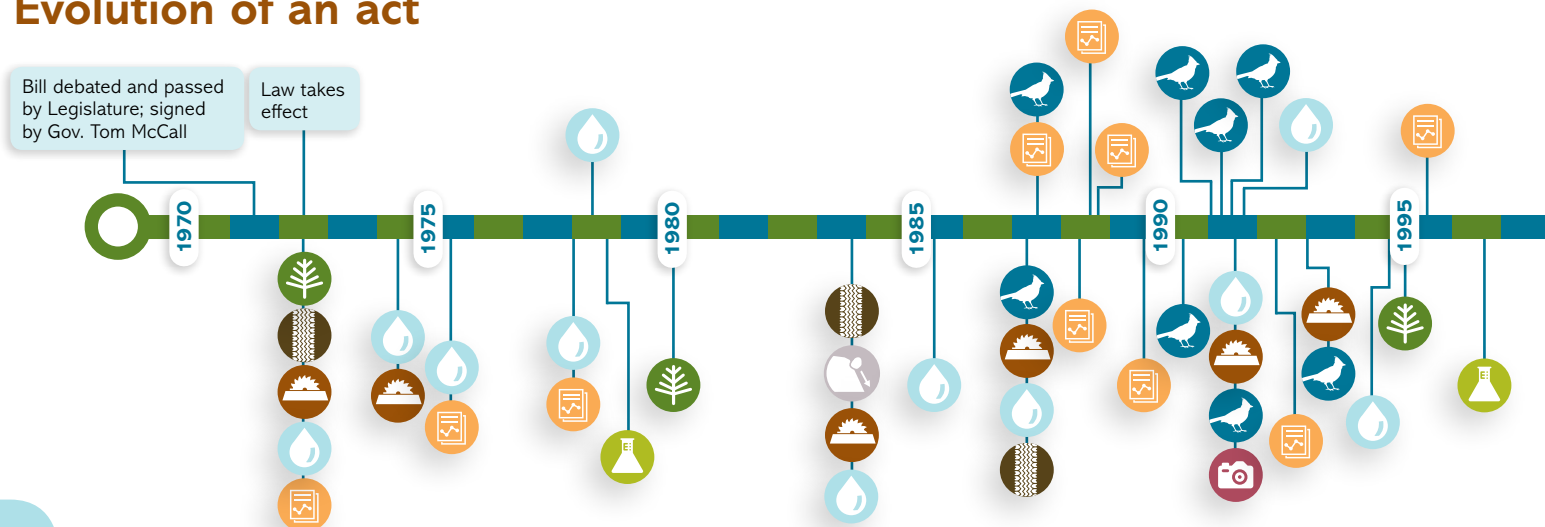 Evolution of an act
Bill debated and passed
by Legislature; signed
by Gov. Tom McCall
Law takes
effect
1970
1975
1980
1985
1990
1995